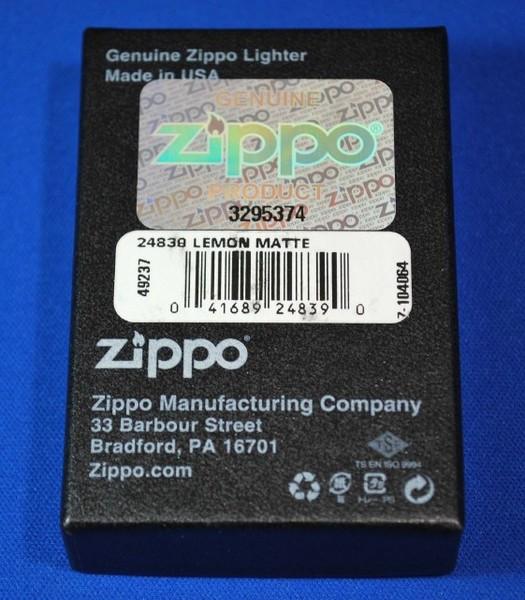 Genuine Zippo Lighter
Made in USA
GENUINE
zippo®
PRODUCT
3295374
24839 LEMON MATTE
49237
0 41689 24839 0
7-104064
zippo
Zippo Manufacturing Company
33 Barbour Street
Bradford, PA 16701
Zippo.com
TSE
TS EN ISO 9994